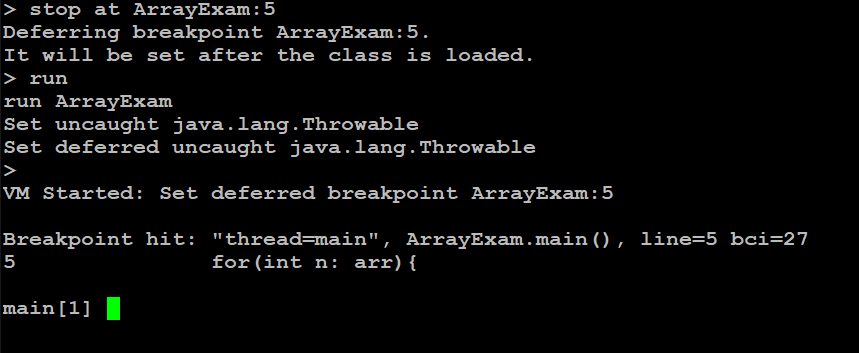 > stop at ArrayExam:5
Deferring breakpoint ArrayExam:5.
It will be set after the class is loaded.
> run
run ArrayExam
Set uncaught java.lang.Throwable
Set deferred uncaught java.lang.Throwable
>
VM Started: Set deferred breakpoint ArrayExam:5
Breakpoint hit: "thread=main", ArrayExam.main(), line=5 bci=27
5                for(int n: arr){
main[1]